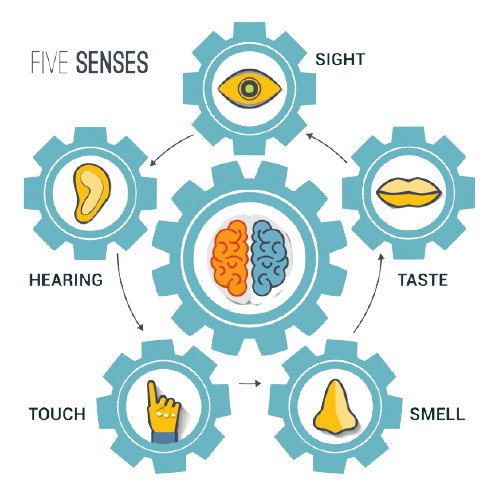 FIVE SENSES
SIGHT
HEARING
TASTE
TOUCH
SMELL